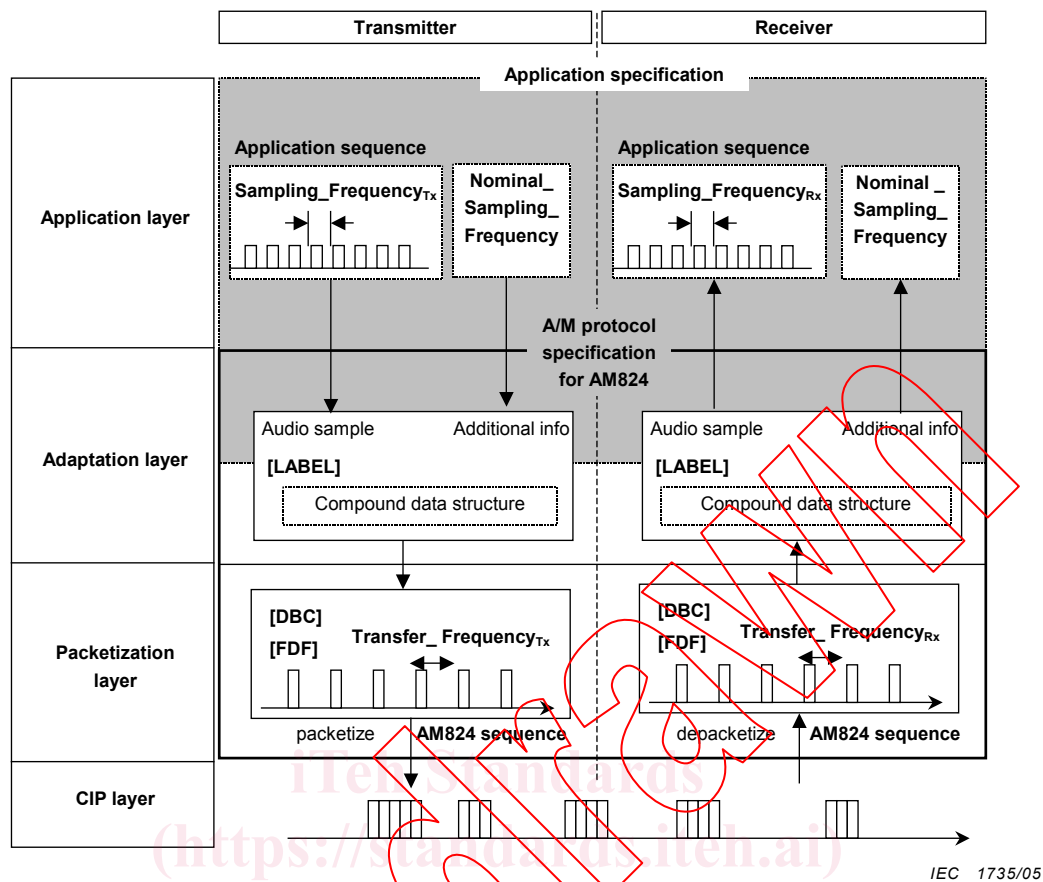 Transmitter
Receiver
Application specification
Application layer
Application sequence
Sampling_FrequencyTx
Nominal_
Sampling_
Frequency
Application sequence
Sampling_FrequencyRx
Nominal _
Sampling_
Frequency
A/M protocol
specification
for AM824
Adaptation layer
Audio sample
Additional info
[LABEL]
Compound data structure
Audio sample
Additional info
[LABEL]
Compound data structure
Packetization
layer
[DBC]
[FDF]
Transfer_ FrequencyTx
packetize
AM824 sequence
[DBC]
[FDF]
Transfer_ FrequencyRx
depacketize
AM824 sequence
CIP layer
iTeh Standards
(https://standards.iteh.ai)
IEC 1735/05